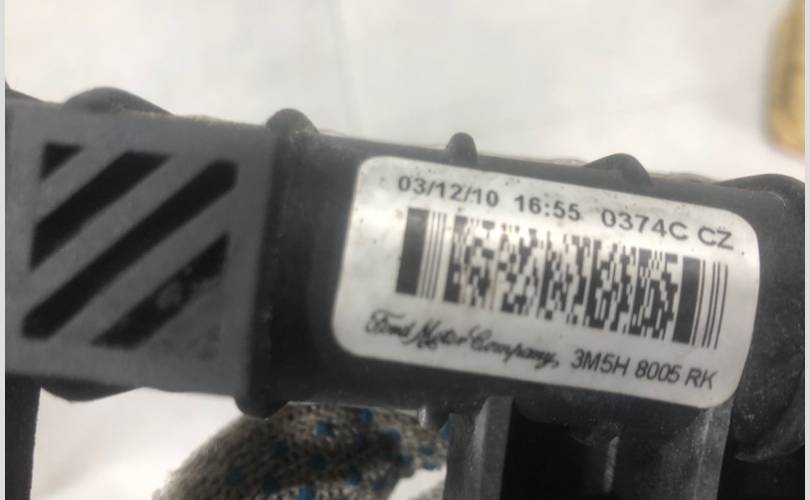 03/12/10 16:55 0374C CZ
Ford Motor Company, 3M5H 8005 RK